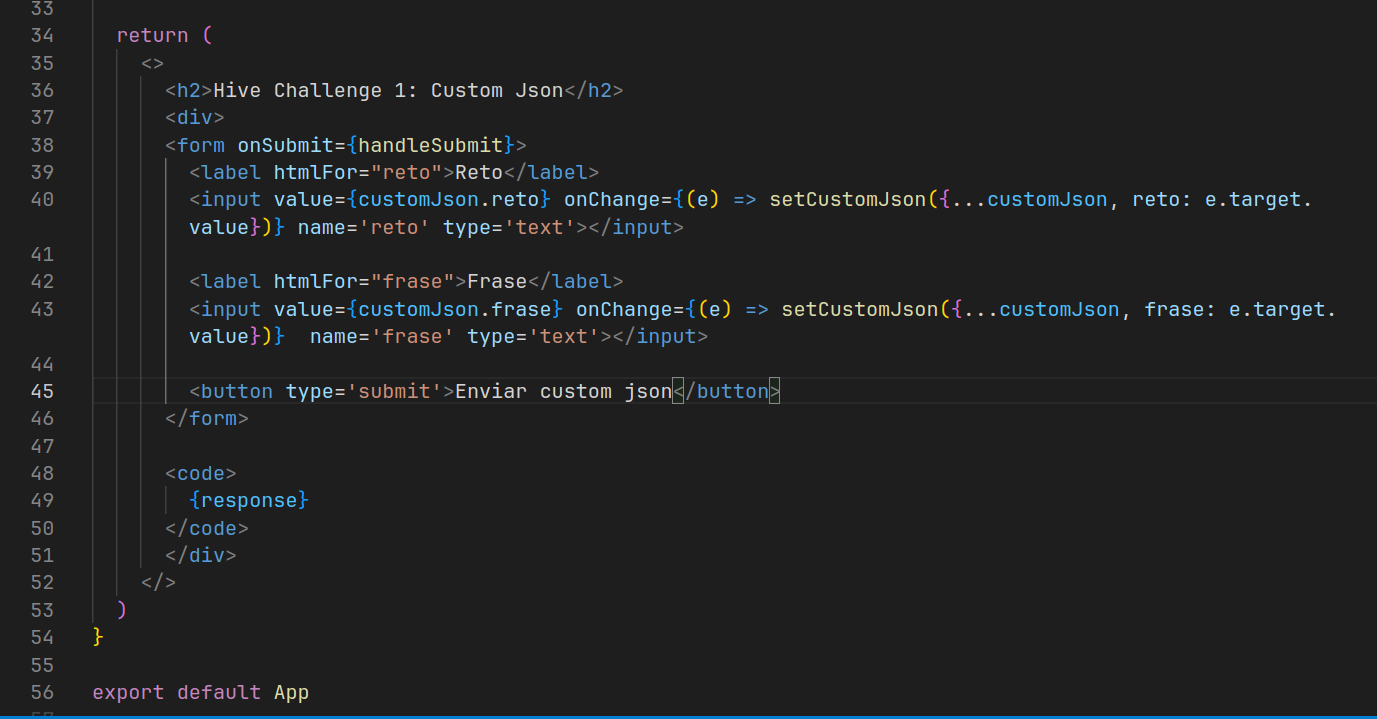 33
34 return (
35 <>
36 <h2>Hive Challenge 1: Custom Json</h2>
37 <div>
38 <form onSubmit={handleSubmit}>
39 <label htmlFor="reto">Reto</label>
40 <input value={customJson.reto} onChange={(e) => setCustomJson({...customJson, reto: e.target.
value})} name='reto' type='text'></input>
41
42 <label htmlFor="frase">Frase</label>
43 <input value={customJson.frase} onChange={(e) => setCustomJson({...customJson, frase: e.target.
value})}  name='frase' type='text'></input>
44
45 <button type='submit'>Enviar custom json</button>
46 </form>
47
48 <code>
49 {response}
50 </code>
51 </div>
52 </>
53 )
54 }
55
56 export default App
57